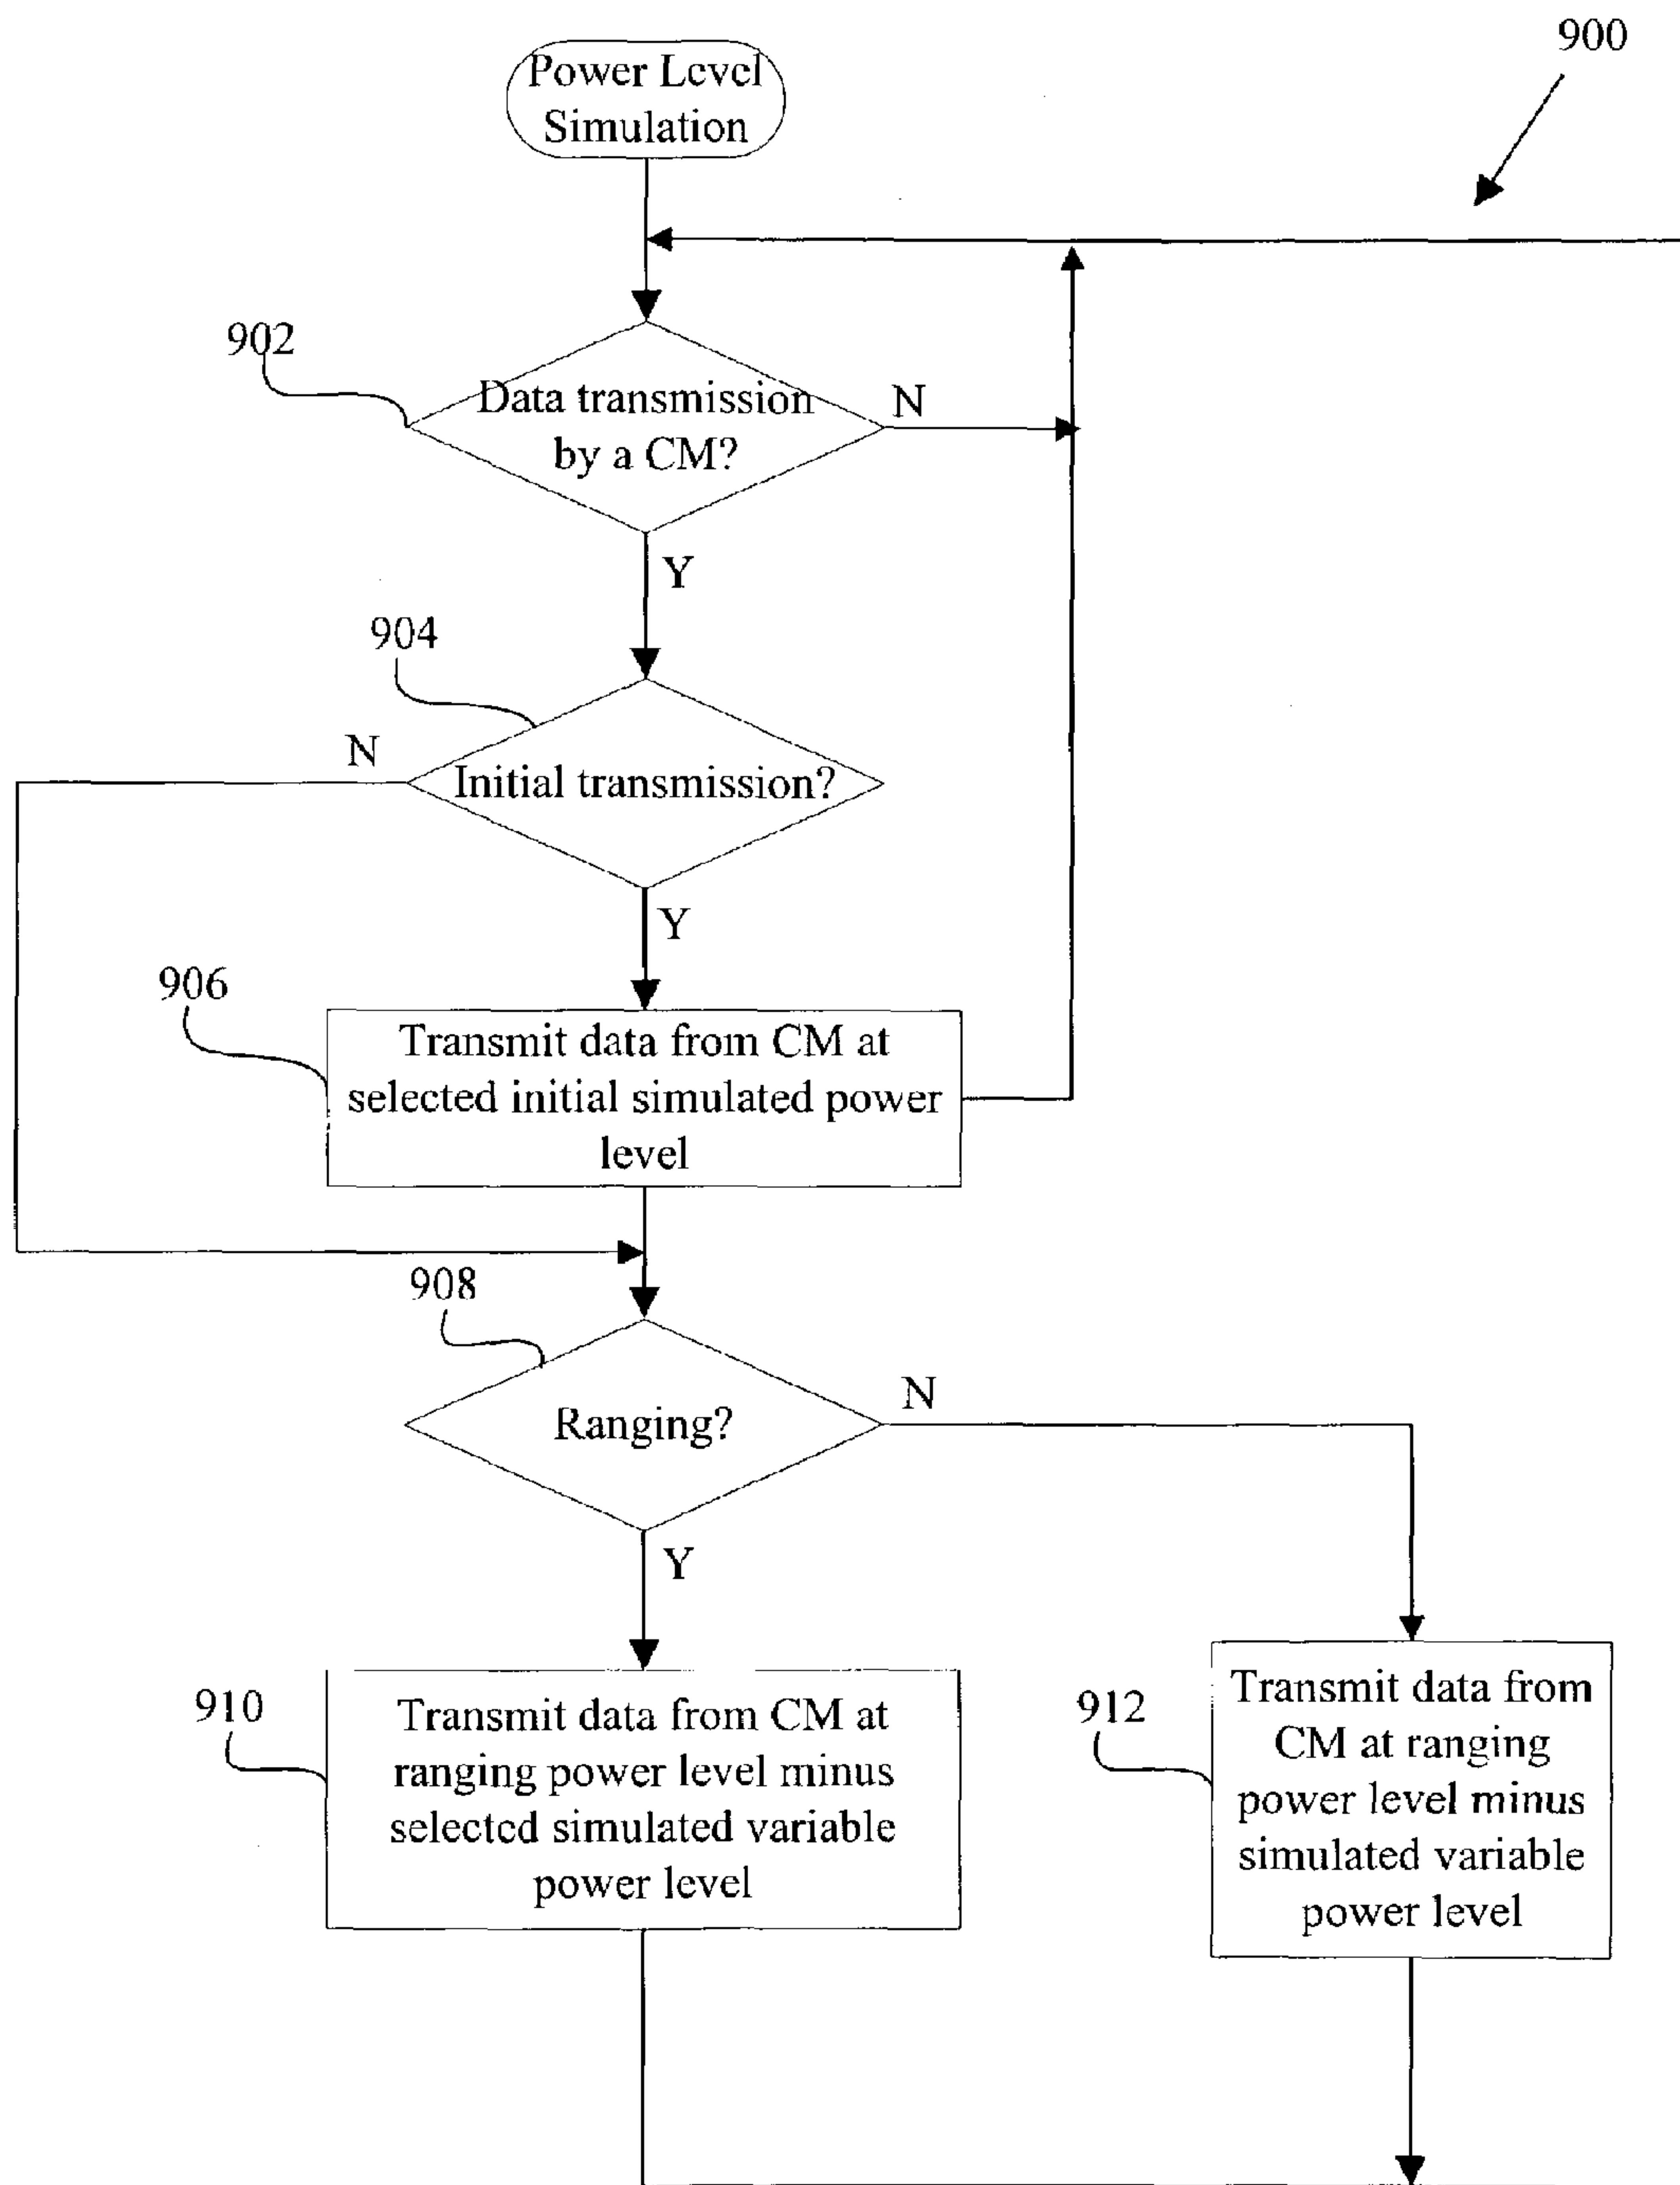 900
Power Level
Simulation
902
Data transmission
by a CM?
N
Y
904
N
Initial transmission?
Y
906
Transmit data from CM at
selected initial simulated power
level
908
N
Ranging?
Y
910
Transmit data from CM at
ranging power level minus
selected simulated variable
power level
912
Transmit data from
CM at ranging
power level minus
simulated variable
power level